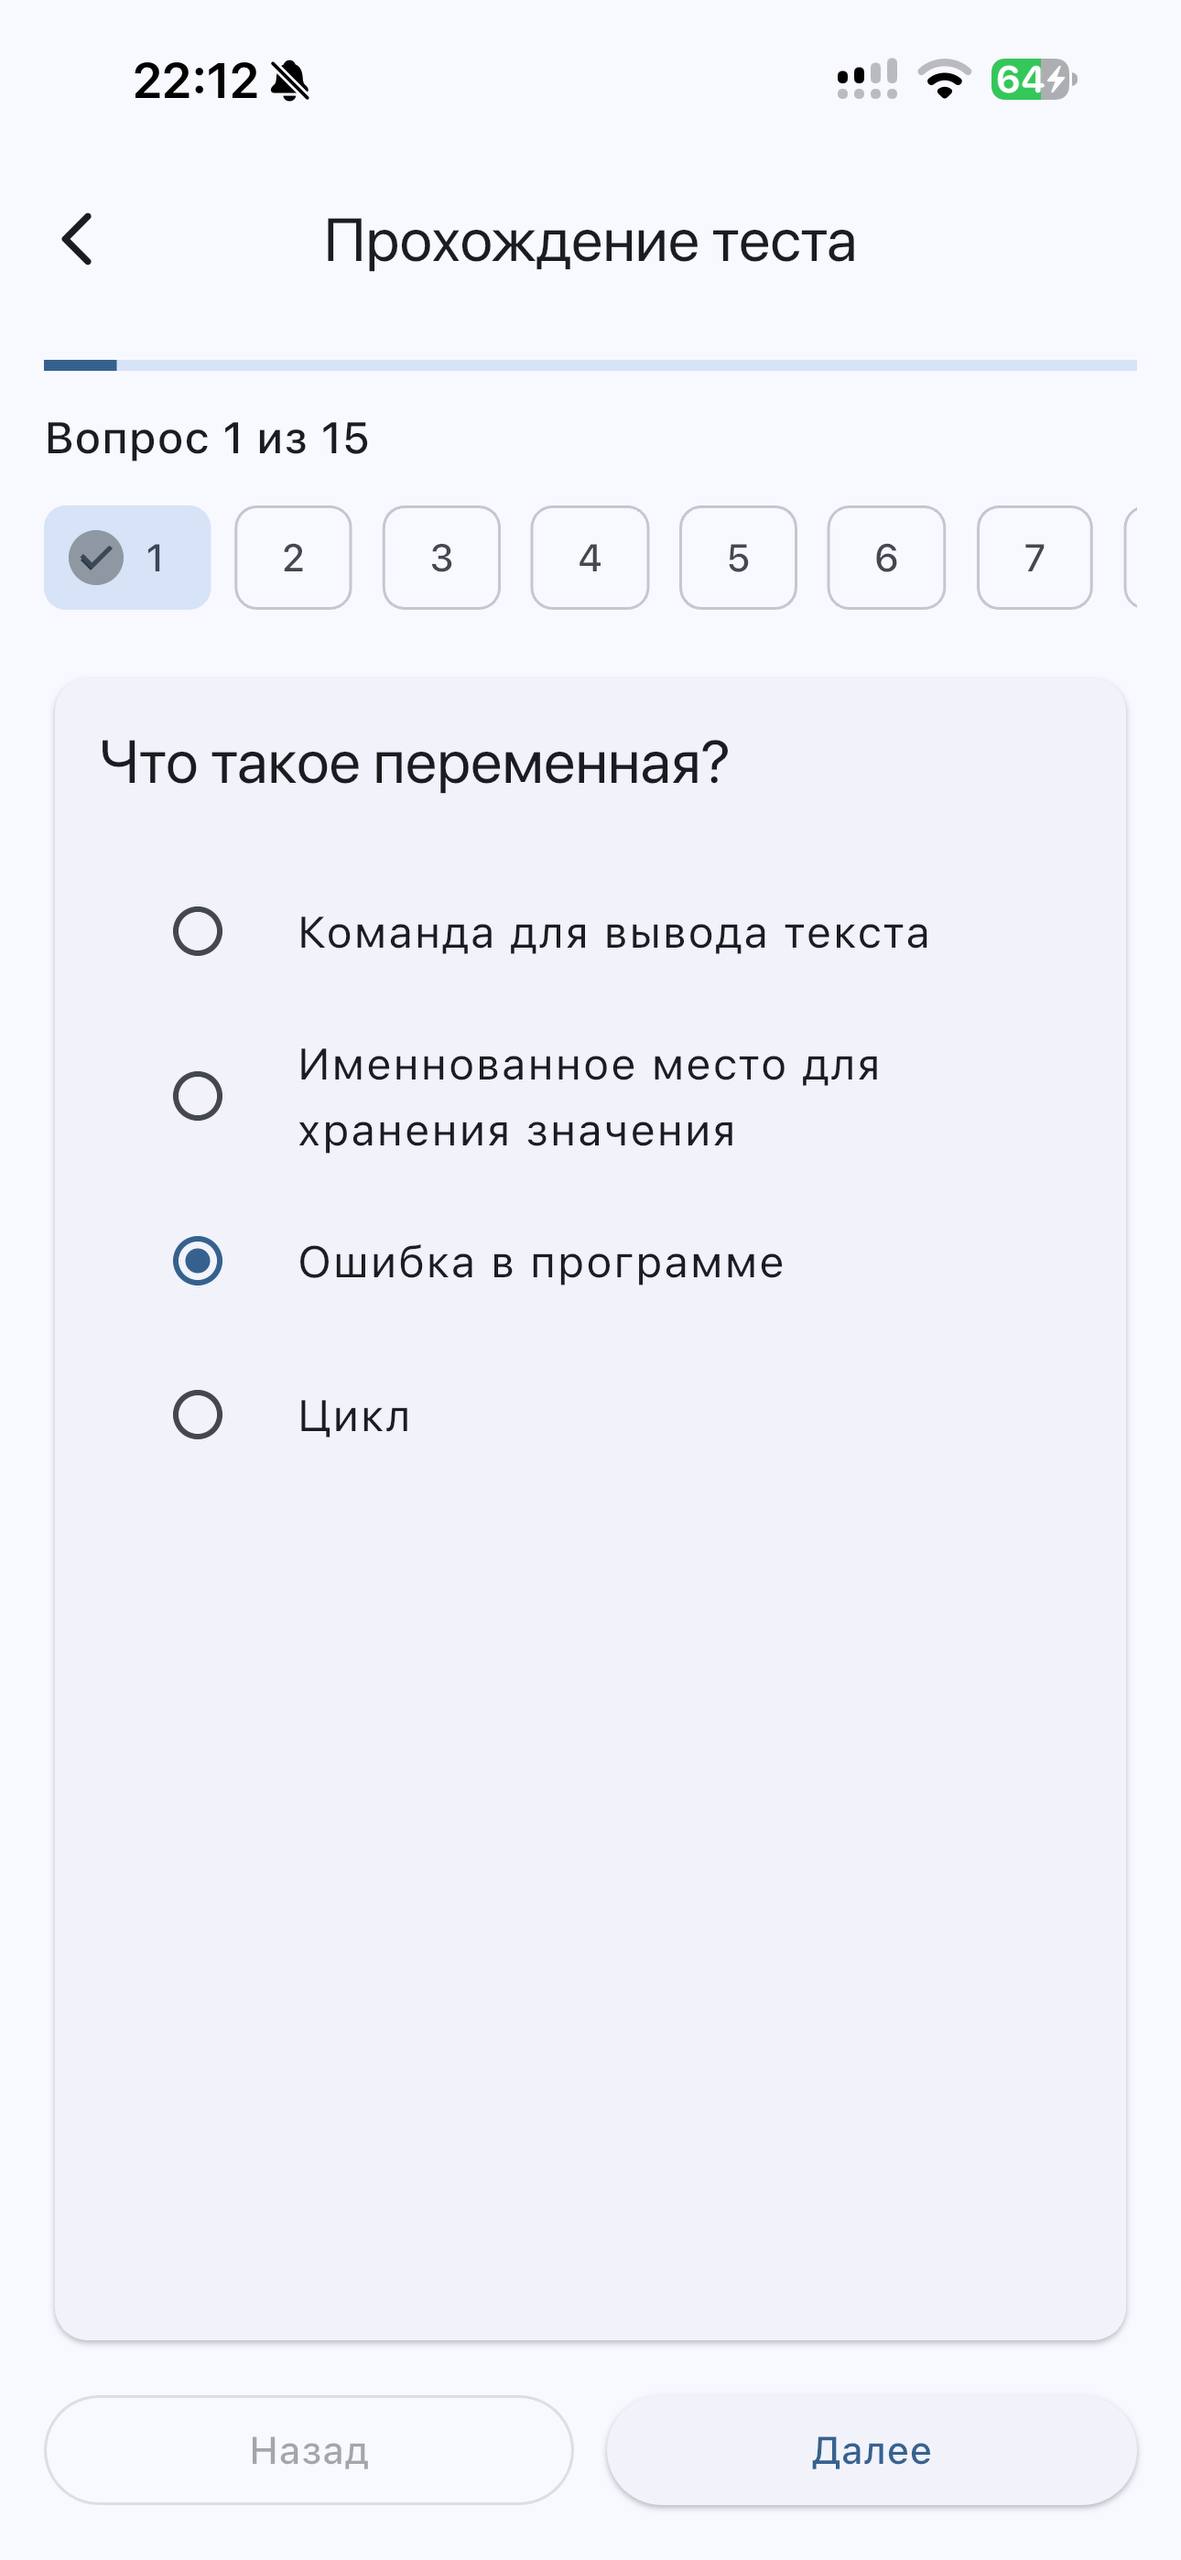 22:12
64
Прохождение теста
Вопрос 1 из 15
1 2 3 4 5 6 7
Что такое переменная?
Команда для вывода текста
Именнованное место для
хранения значения
Ошибка в программе
Цикл
Назад Далее